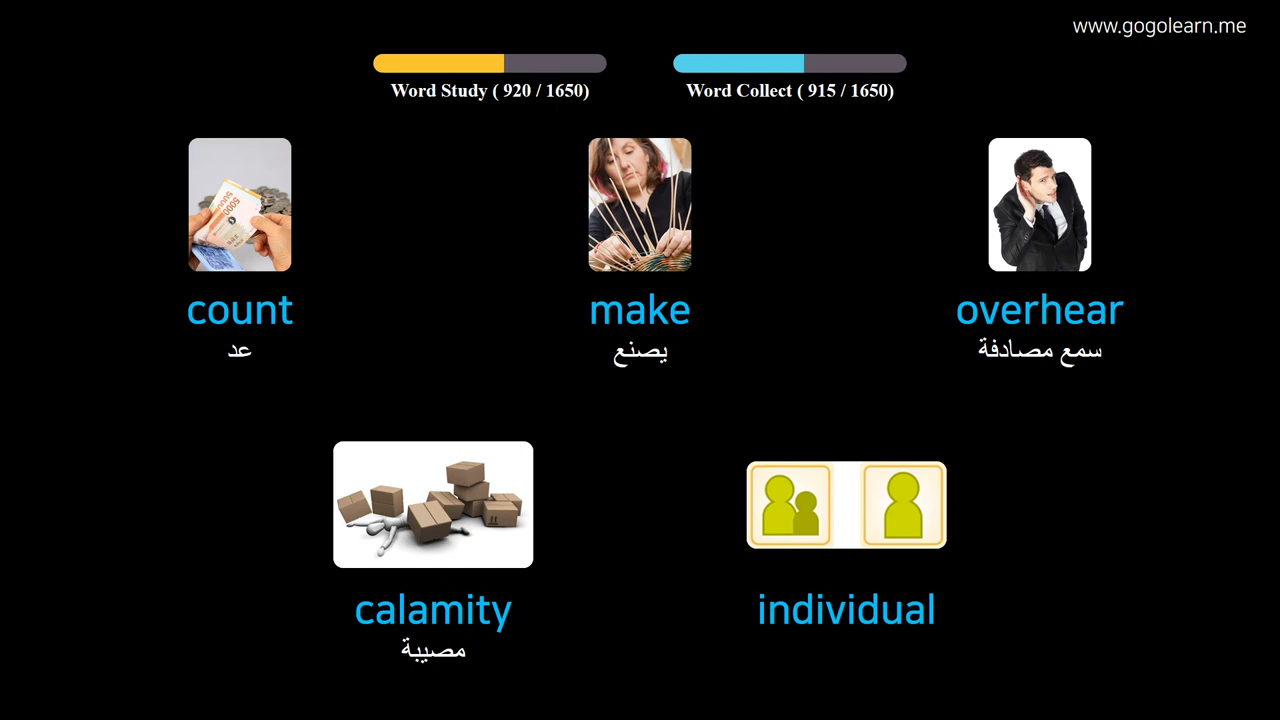 www.gogolearn.me
Word Study ( 920 / 1650)
Word Collect ( 915 / 1650)
count
عد
make
يصنع
overhear
سمع مصادفة
calamity
مصيبة
individual